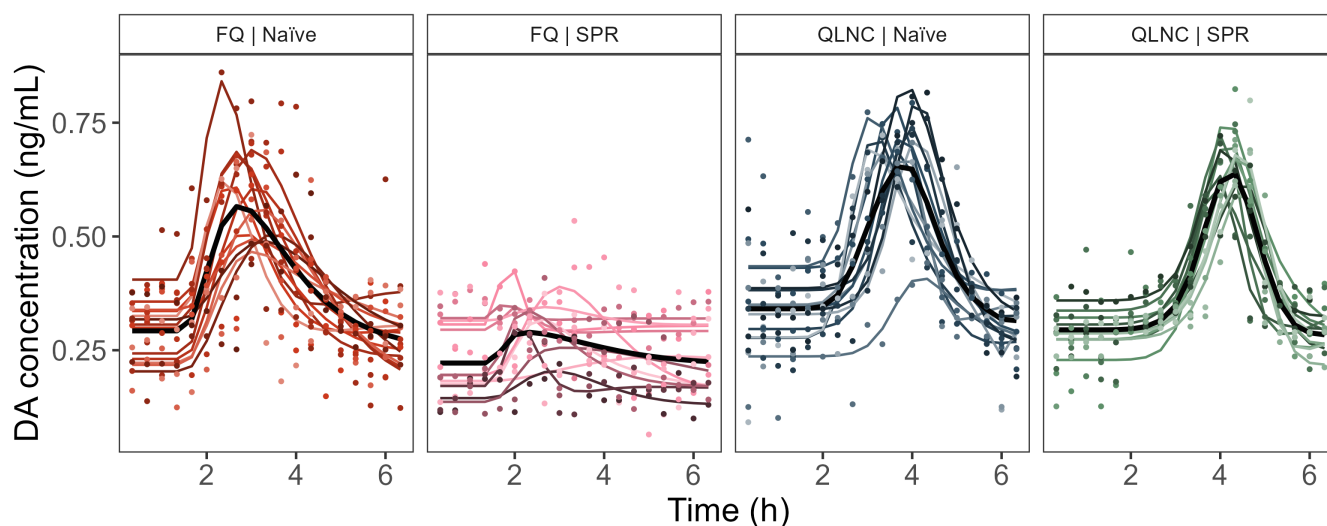 FQ | Naïve
FQ | SPR
QLNC | Naïve
QLNC | SPR
DA concentration (ng/mL)
0.75
0.50
0.25
2 4 6
2 4 6
2 4 6
2 4 6
Time (h)